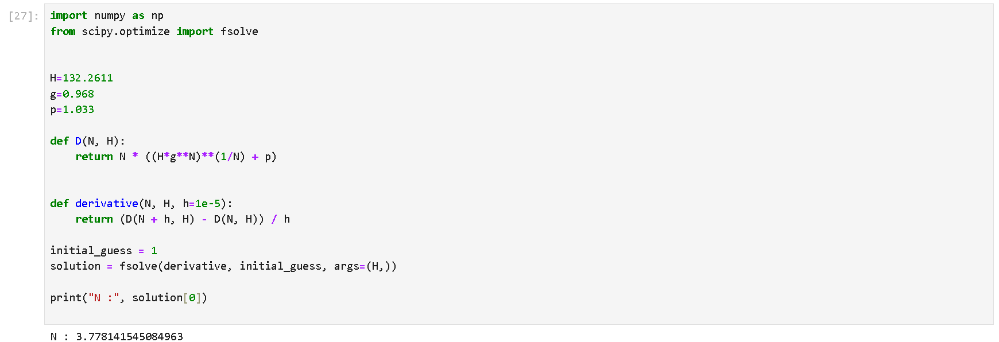 [27]:
import numpy as np
from scipy.optimize import fsolve
H=132.2611
g=0.968
p=1.033
def D(N, H):
    return N * ((H*g**N)**(1/N) + p)
def derivative(N, H, h=1e-5):
    return (D(N + h, H) - D(N, H)) / h
initial_guess = 1
solution = fsolve(derivative, initial_guess, args=(H,))
print("N :", solution[0])
N : 3.778141545084963